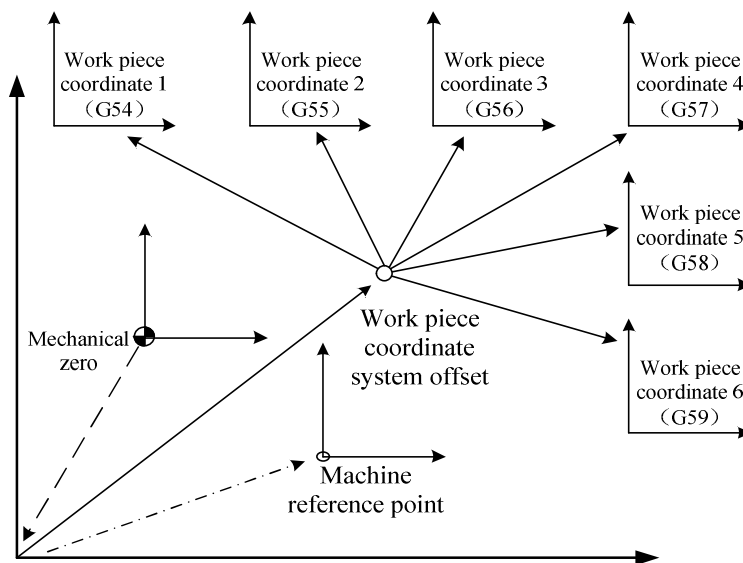 Work piece
coordinate 1
（G54）
Work piece
coordinate 2
（G55）
Work piece
coordinate 3
（G56）
Work piece
coordinate 4
（G57）
Work piece
coordinate 5
（G58）
Mechanical
zero
Work piece
coordinate
system offset
Work piece
coordinate 6
（G59）
Machine
reference point